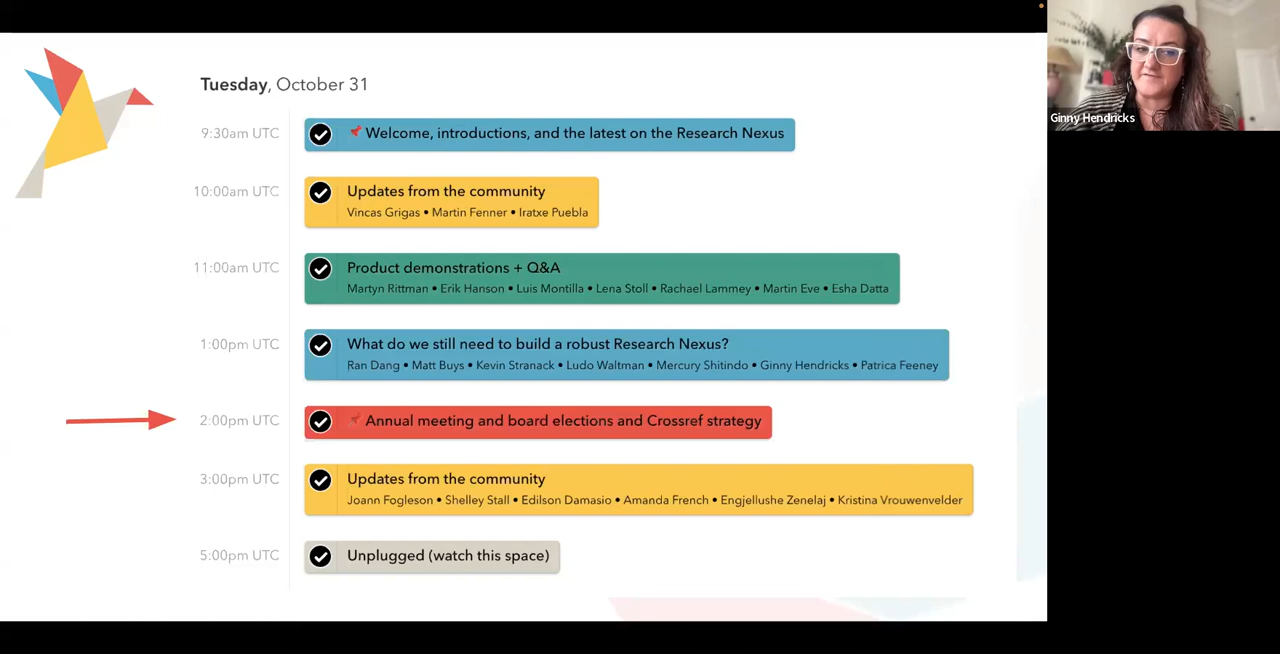 Tuesday, October 31
9:30am UTC
Welcome, introductions, and the latest on the Research Nexus
10:00am UTC
Updates from the community
Vincas Grigas • Martin Fenner • Iratxe Puebla
11:00am UTC
Product demonstrations + Q&A
Martyn Rittman • Erik Hanson • Luis Montilla • Lena Stoll • Rachael Lammey • Martin Eve • Esha Datta
1:00pm UTC
What do we still need to build a robust Research Nexus?
Ran Dang • Matt Buys • Kevin Stranack • Ludo Waltman • Mercury Shitindo • Ginny Hendricks • Patrica Feeney
2:00pm UTC
Annual meeting and board elections and Crossref strategy
3:00pm UTC
Updates from the community
Joann Fogleson • Shelley Stall • Edilson Damasio • Amanda French • Engjellushe Zenelaj • Kristina Vrouwenvelder
5:00pm UTC
Unplugged (watch this space)
Ginny Hendricks